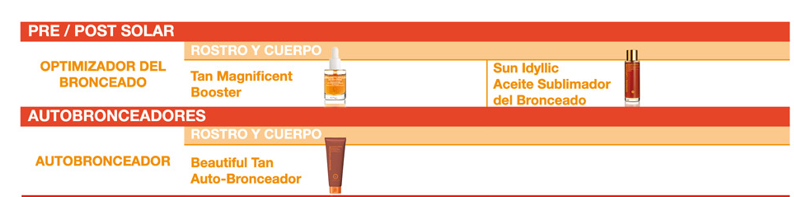 PRE / POST SOLAR
ROSTRO Y CUERPO
OPTIMIZADOR DEL
BRONCEADO
Tan Magnificent
Booster
Sun Idyllic
Aceite Sublimador
del Bronceado
AUTOBRONCEADORES
ROSTRO Y CUERPO
AUTOBRONCEADOR
Beautiful Tan
Auto-Bronceador